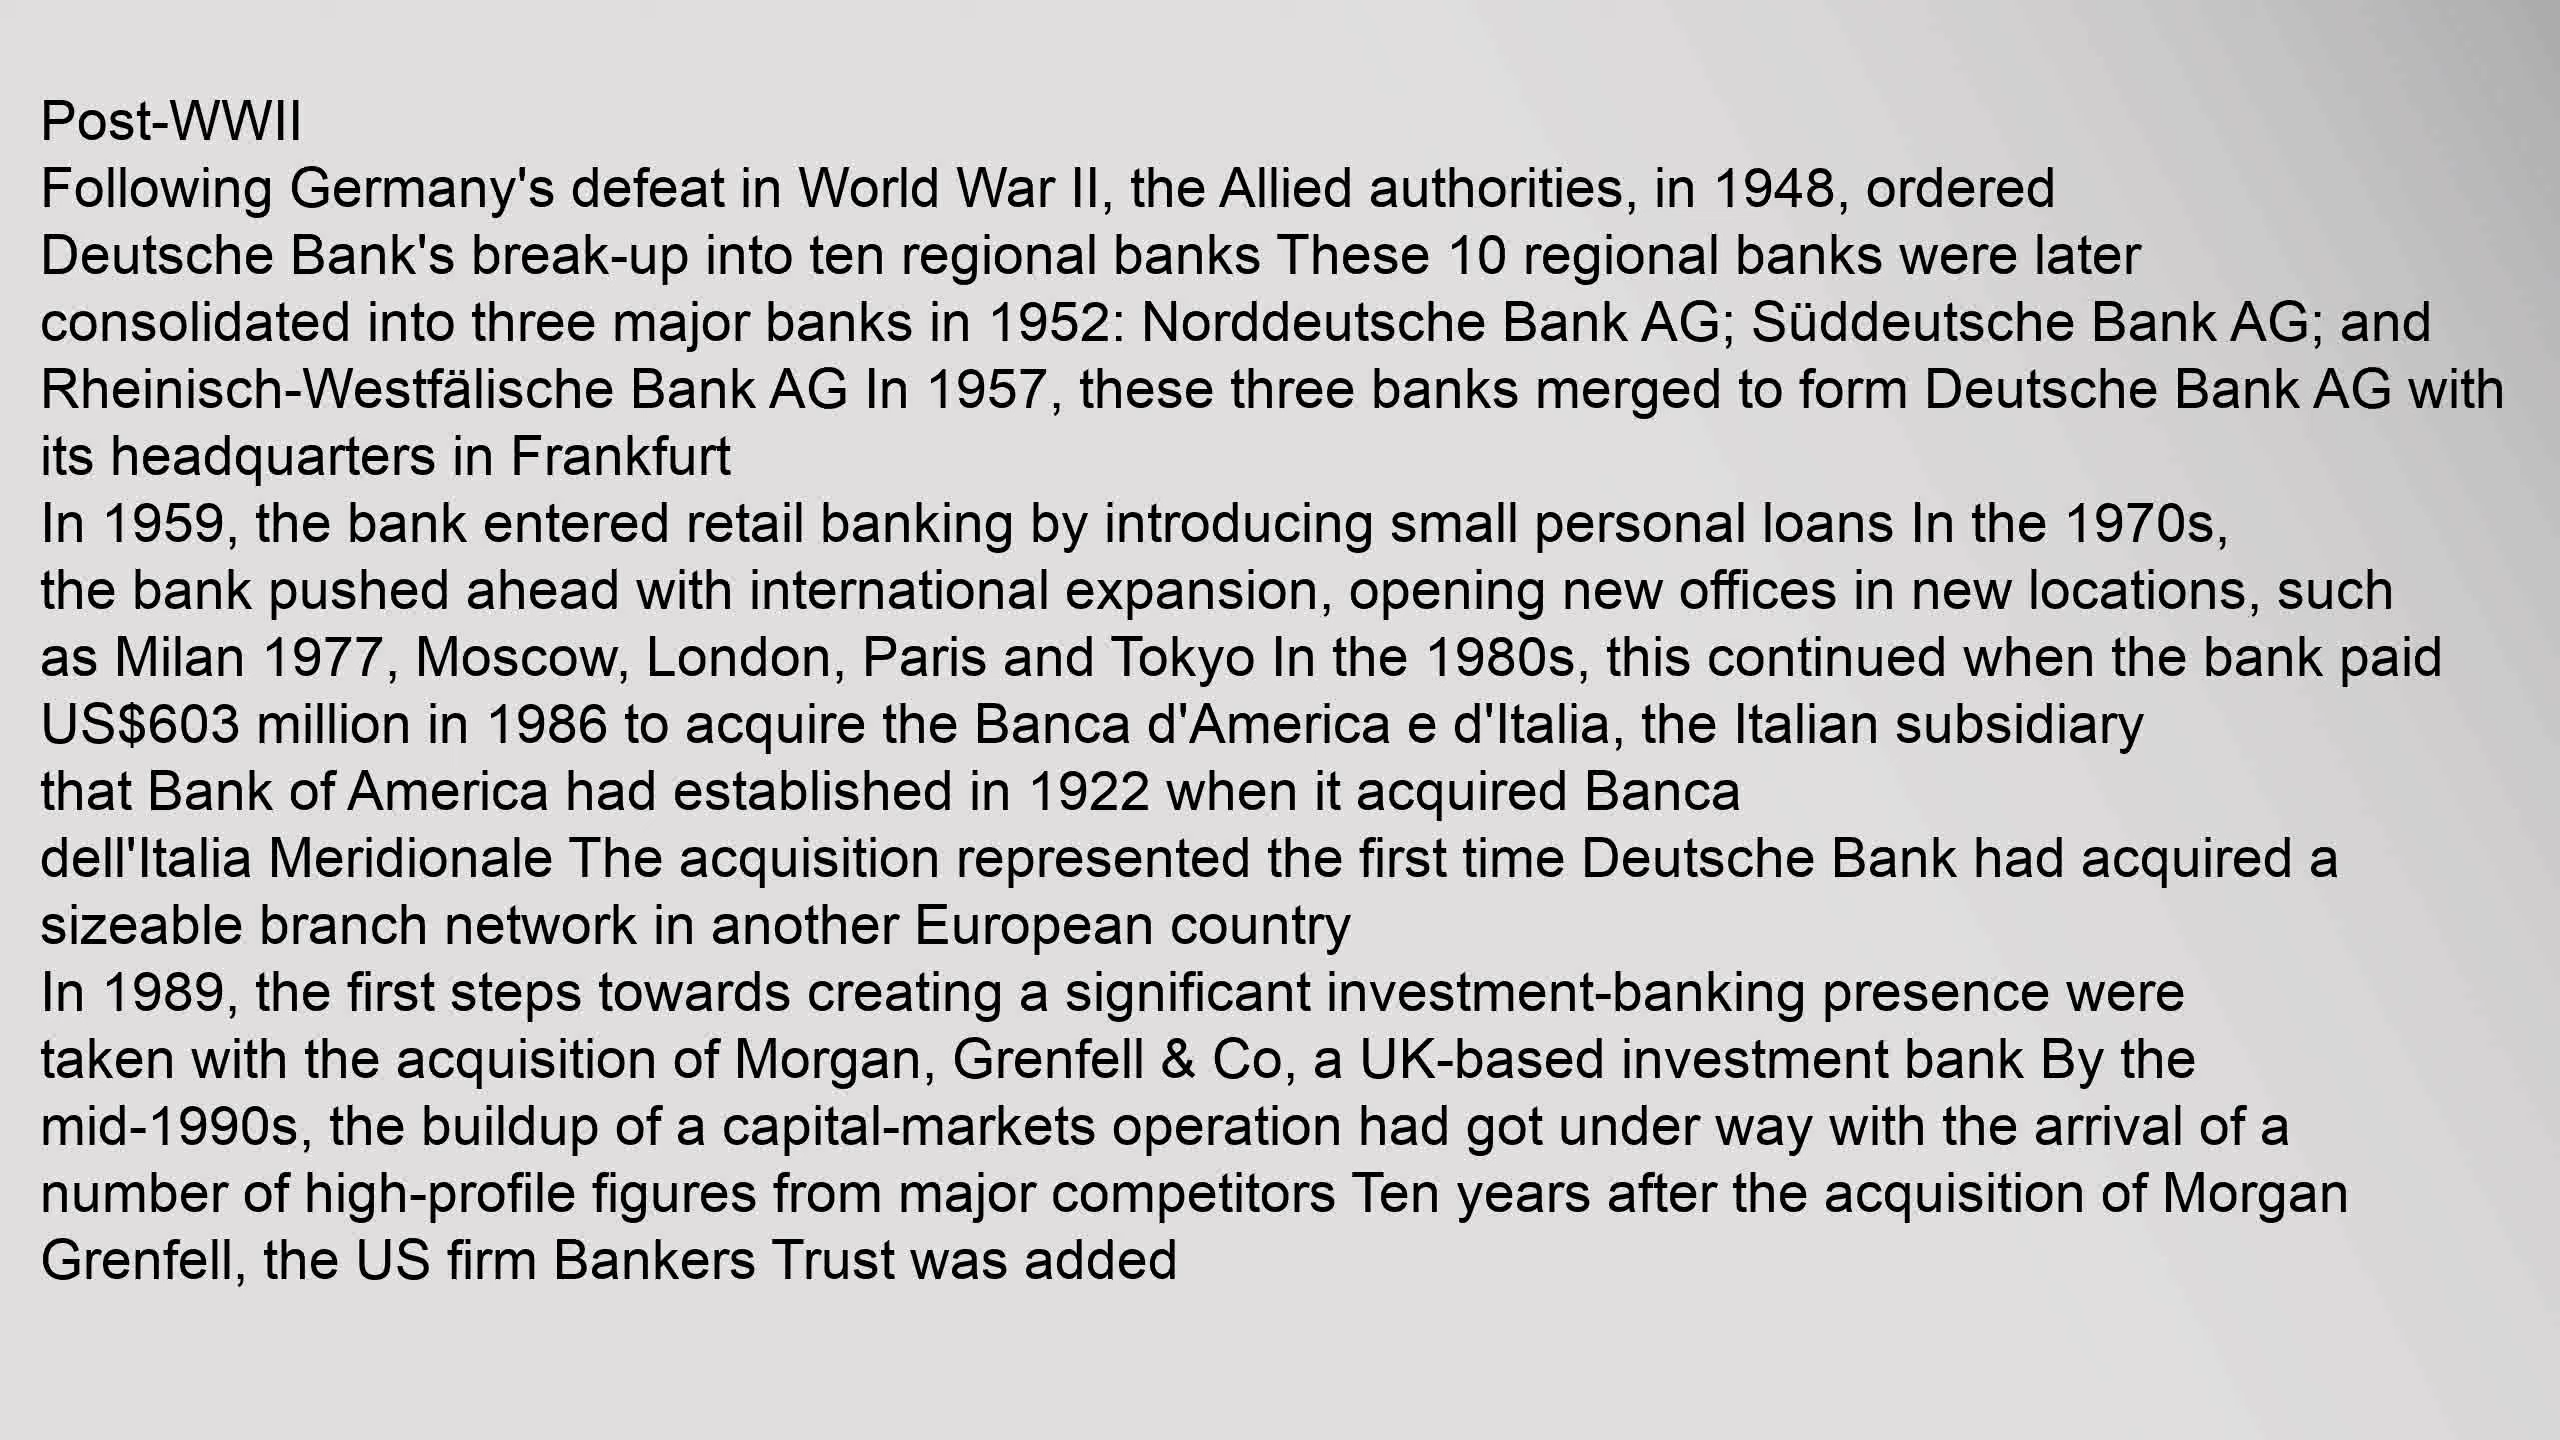 Post-WWII
Following Germany's defeat in World War II, the Allied authorities, in 1948, ordered
Deutsche Bank's break-up into ten regional banks These 10 regional banks were later
consolidated into three major banks in 1952: Norddeutsche Bank AG; Süddeutsche Bank AG; and
Rheinisch-Westfälische Bank AG In 1957, these three banks merged to form Deutsche Bank AG with
its headquarters in Frankfurt
In 1959, the bank entered retail banking by introducing small personal loans In the 1970s,
the bank pushed ahead with international expansion, opening new offices in new locations, such
as Milan 1977, Moscow, London, Paris and Tokyo In the 1980s, this continued when the bank paid
US$603 million in 1986 to acquire the Banca d'America e d'Italia, the Italian subsidiary
that Bank of America had established in 1922 when it acquired Banca
dell'Italia Meridionale The acquisition represented the first time Deutsche Bank had acquired a
sizeable branch network in another European country
In 1989, the first steps towards creating a significant investment-banking presence were
taken with the acquisition of Morgan, Grenfell & Co, a UK-based investment bank By the
mid-1990s, the buildup of a capital-markets operation had got under way with the arrival of a
number of high-profile figures from major competitors Ten years after the acquisition of Morgan
Grenfell, the US firm Bankers Trust was added